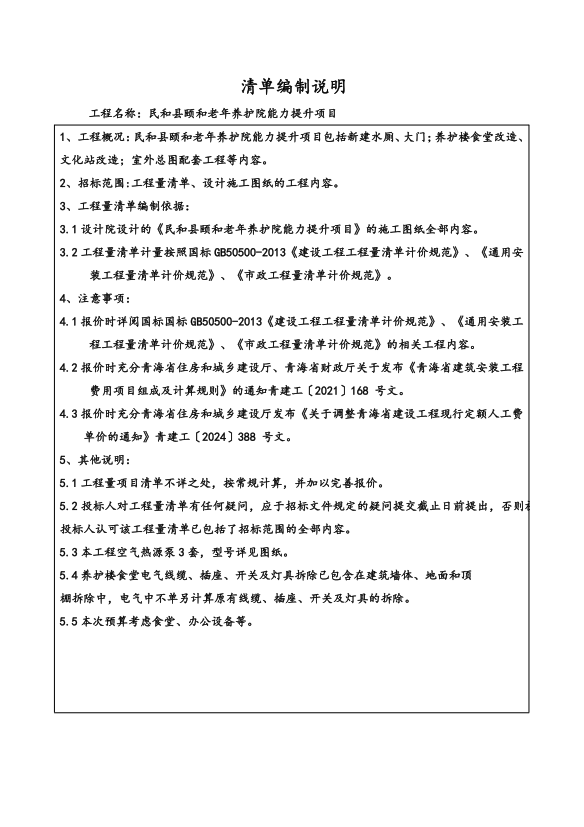 清单编制说明
工程名称：民和县颐和老年养护院能力提升项目
1、工程概况：民和县颐和老年养护院能力提升项目包括新建水厕、大门；养护楼食堂改造、
文化站改造；室外总图配套工程等内容。
2、招标范围:工程量清单、设计施工图纸的工程内容。
3、工程量清单编制依据：
3.1设计院设计的《民和县颐和老年养护院能力提升项目》的施工图纸全部内容。
3.2工程量清单计量按照国标GB50500-2013《建设工程工程量清单计价规范》、《通用安
装工程量清单计价规范》、《市政工程量清单计价规范》。
4、注意事项：
4.1报价时详阅国标国标GB50500-2013《建设工程工程量清单计价规范》、《通用安装工
程工程量清单计价规范》、《市政工程量清单计价规范》的相关工程内容。
4.2报价时充分青海省住房和城乡建设厅、青海省财政厅关于发布《青海省建筑安装工程
费用项目组成及计算规则》的通知青建工〔2021〕168 号文。
4.3报价时充分青海省住房和城乡建设厅发布《关于调整青海省建设工程现行定额人工费
单价的通知》青建工〔2024〕388 号文。
5、其他说明：
5.1工程量项目清单不详之处，按常规计算，并加以完善报价。
5.2投标人对工程量清单有任何疑问，应于招标文件规定的疑问提交截止日前提出，否则
投标人认可该工程量清单已包括了招标范围的全部内容。
5.3本工程空气热源泵3套，型号详见图纸。
5.4养护楼食堂电气线缆、插座、开关及灯具拆除已包含在建筑墙体、地面和顶
棚拆除中，电气中不单另计算原有线缆、插座、开关及灯具的拆除。
5.5本次预算考虑食堂、办公设备等。